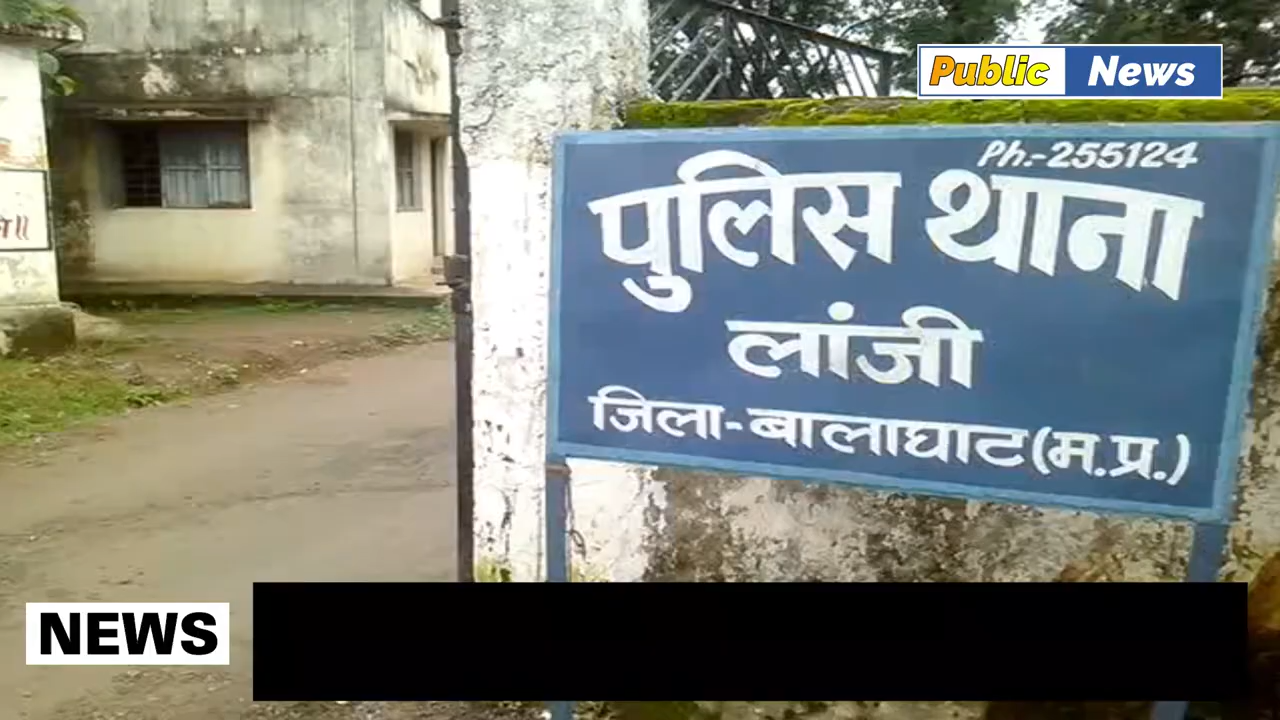 Public News
Ph.-255124
पुलिस थाना
लांजी
जिला-बालाघाट(म.प्र.)
NEWS